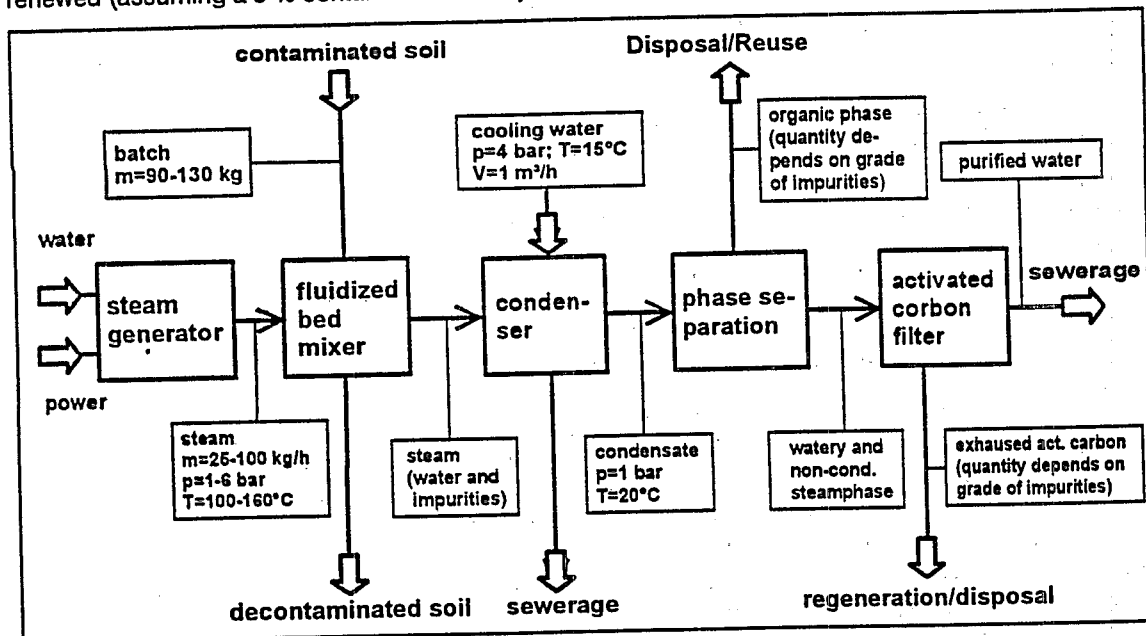 renewed (assuming a
contaminated soil
Disposal/Reuse
batch
m=90-130 kg
cooling water
p=4 bar; T=15°C
V=1 m³/h
organic phase
(quantity de-
pends on grade
of impurities)
purified water
water
power
steam
generator
fluidized
bed
mixer
conden-
ser
phase se-
paration
activated
corbon
filter
sewerage
steam
m=25-100 kg/h
p=1-6 bar
T=100-160°C
steam
(water and
impurities)
condensate
p=1 bar
T=20°C
watery and
non-cond.
steamphase
exhaused act. carbon
(quantity depends on
grade of impurities)
decontaminated soil
sewerage
regeneration/disposal